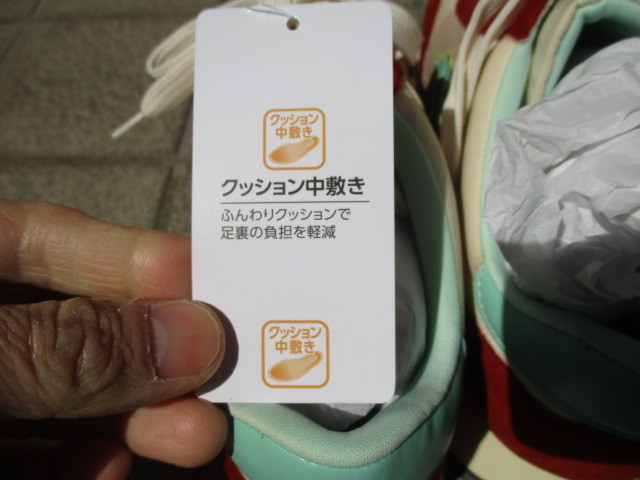 クッション
中敷き
クッション中敷き
ふんわりクッションで
足裏の負担を軽減
クッション
中敷き